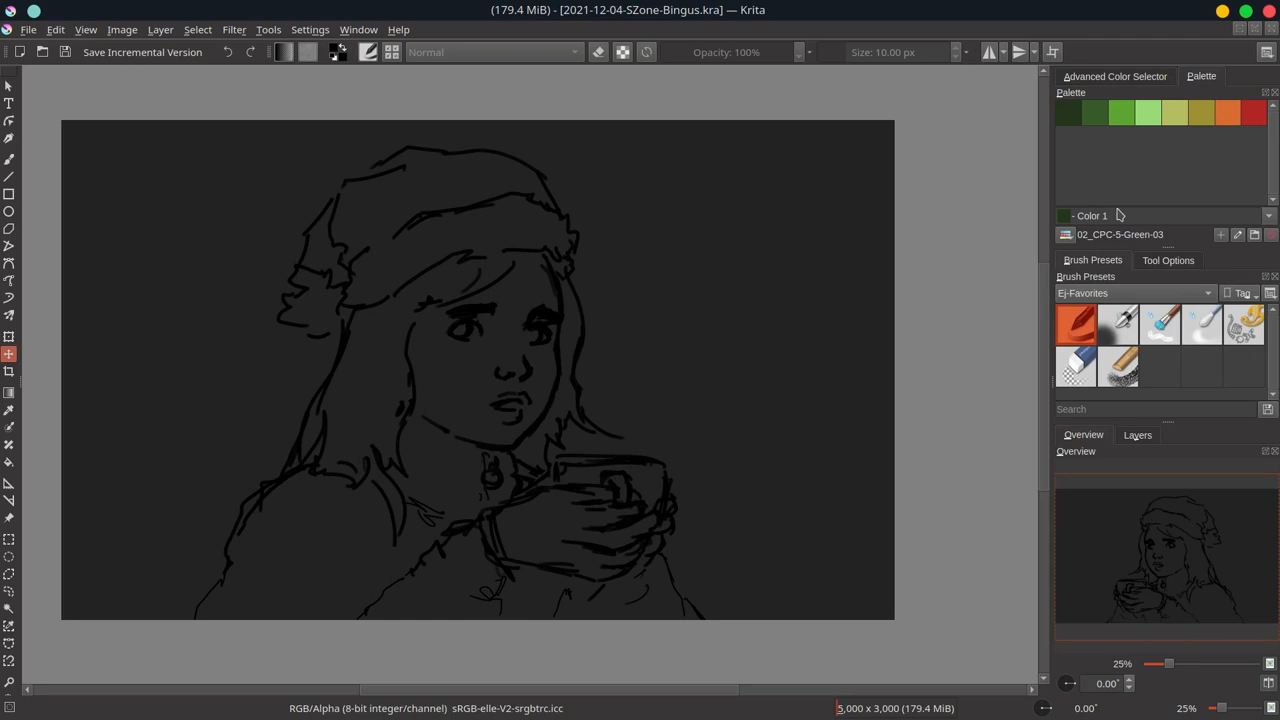 (179.4 MiB) - [2021-12-04-SZone-Bingus.kra] — Krita
File Edit View Image Layer Select Filter Tools Settings Window Help
Save Incremental Version Normal Opacity: 100% Size: 10.00 px
Advanced Color Selector Palette
Palette
- Color 1
02_CPC-5-Green-03
Brush Presets Tool Options
Brush Presets
Ej-Favorites Tag
Search
Overview Layers
Overview
25%
0.00°
RGB/Alpha (8-bit integer/channel) sRGB-elle-V2-srgbtrc.icc 5,000 x 3,000 (179.4 MiB) 0.00° 25%